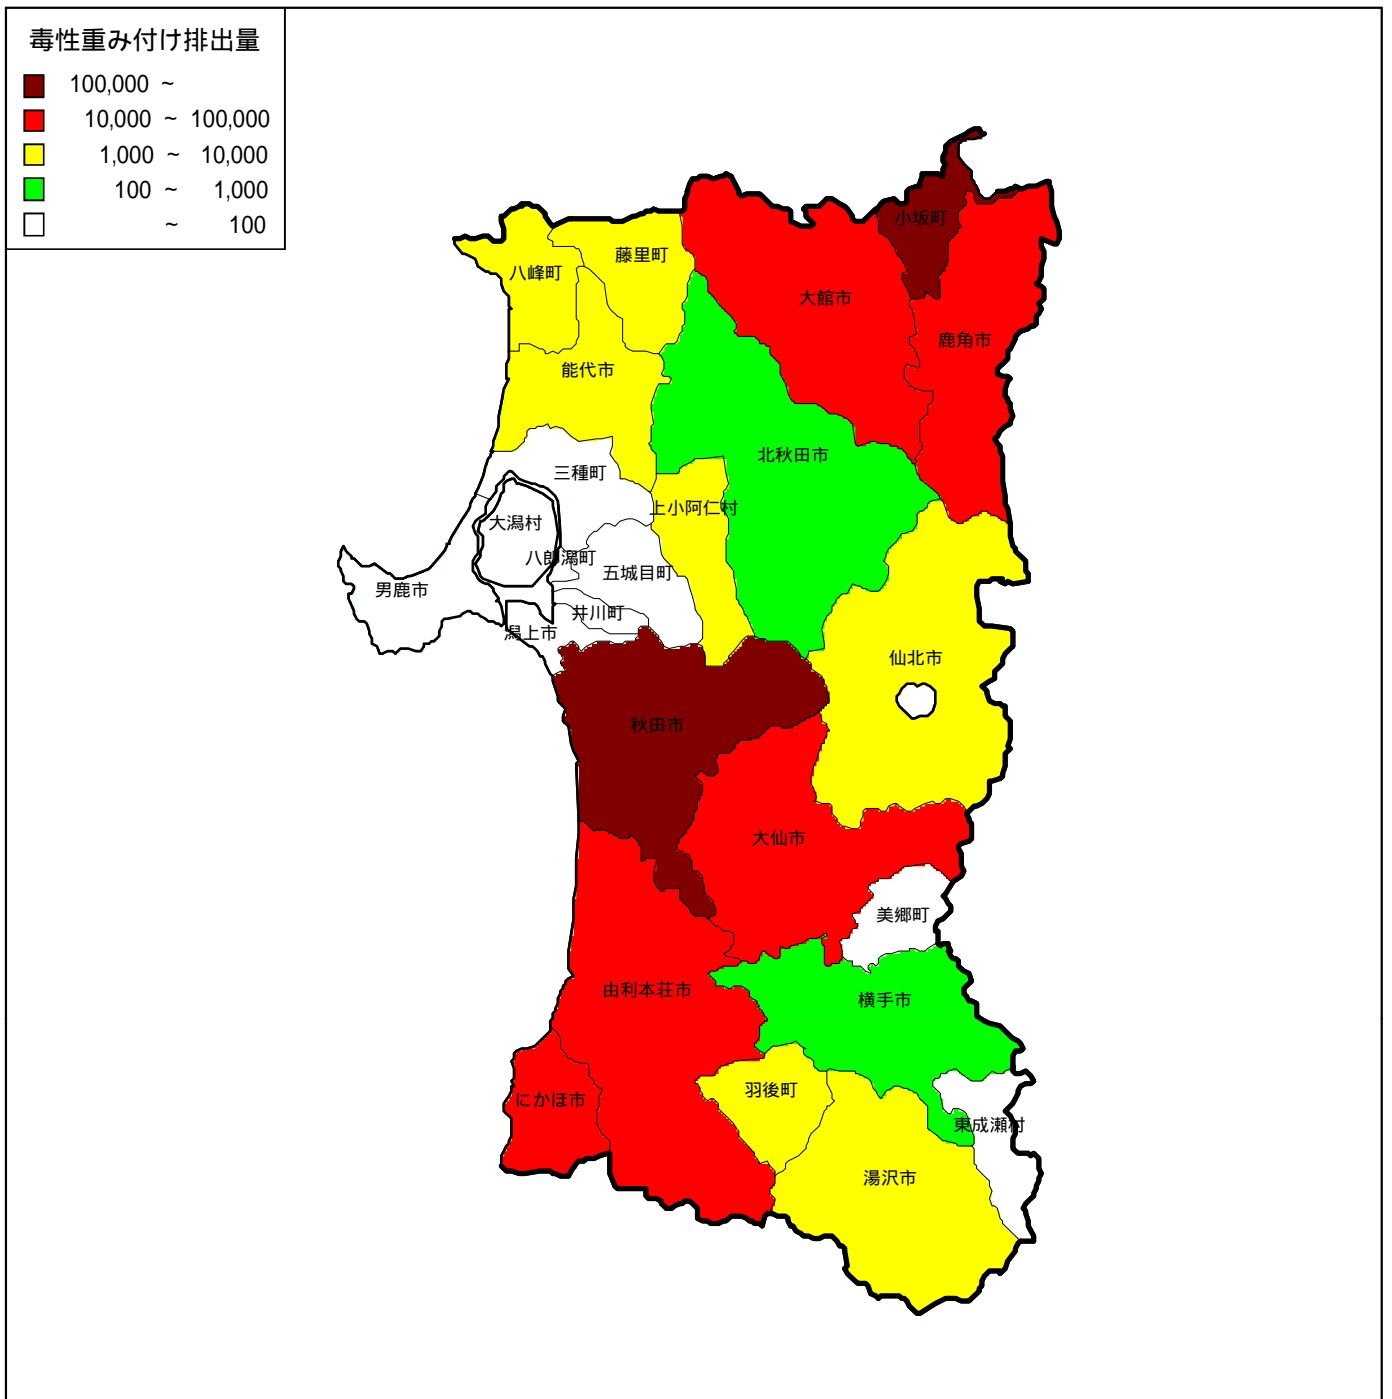 毒性重み付け排出量
100,000 ~
10,000 ~ 100,000
1,000 ~ 10,000
100 ~ 1,000
~ 100
小坂町
藤里町
八峰町
大館市
鹿角市
能代市
北秋田市
三種町
上小阿仁村
大潟村
八郎潟町
五城目町
男鹿市
井川町
潟上市
仙北市
秋田市
大仙市
美郷町
由利本荘市
横手市
羽後町
にかほ市
東成瀬村
湯沢市